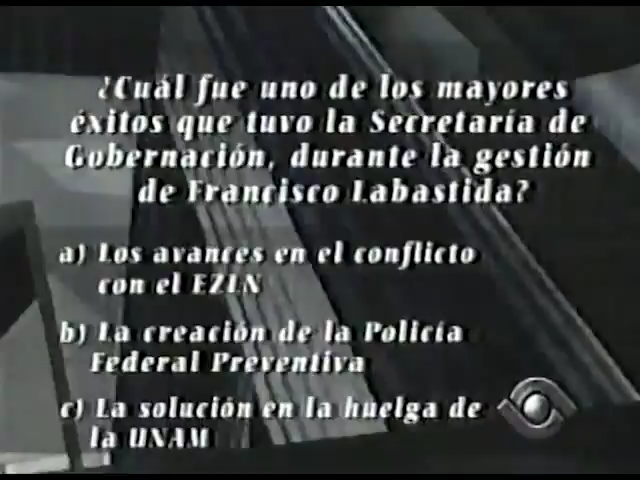 ¿Cuál fue uno de los mayores
éxitos que tuvo la Secretaría de
Gobernación, durante la gestión
de Francisco Labastida?
a) Los avances en el conflicto
con el EZLN
b) La creación de la Policía
Federal Preventiva
c) La solución en la huelga de
la UNAM